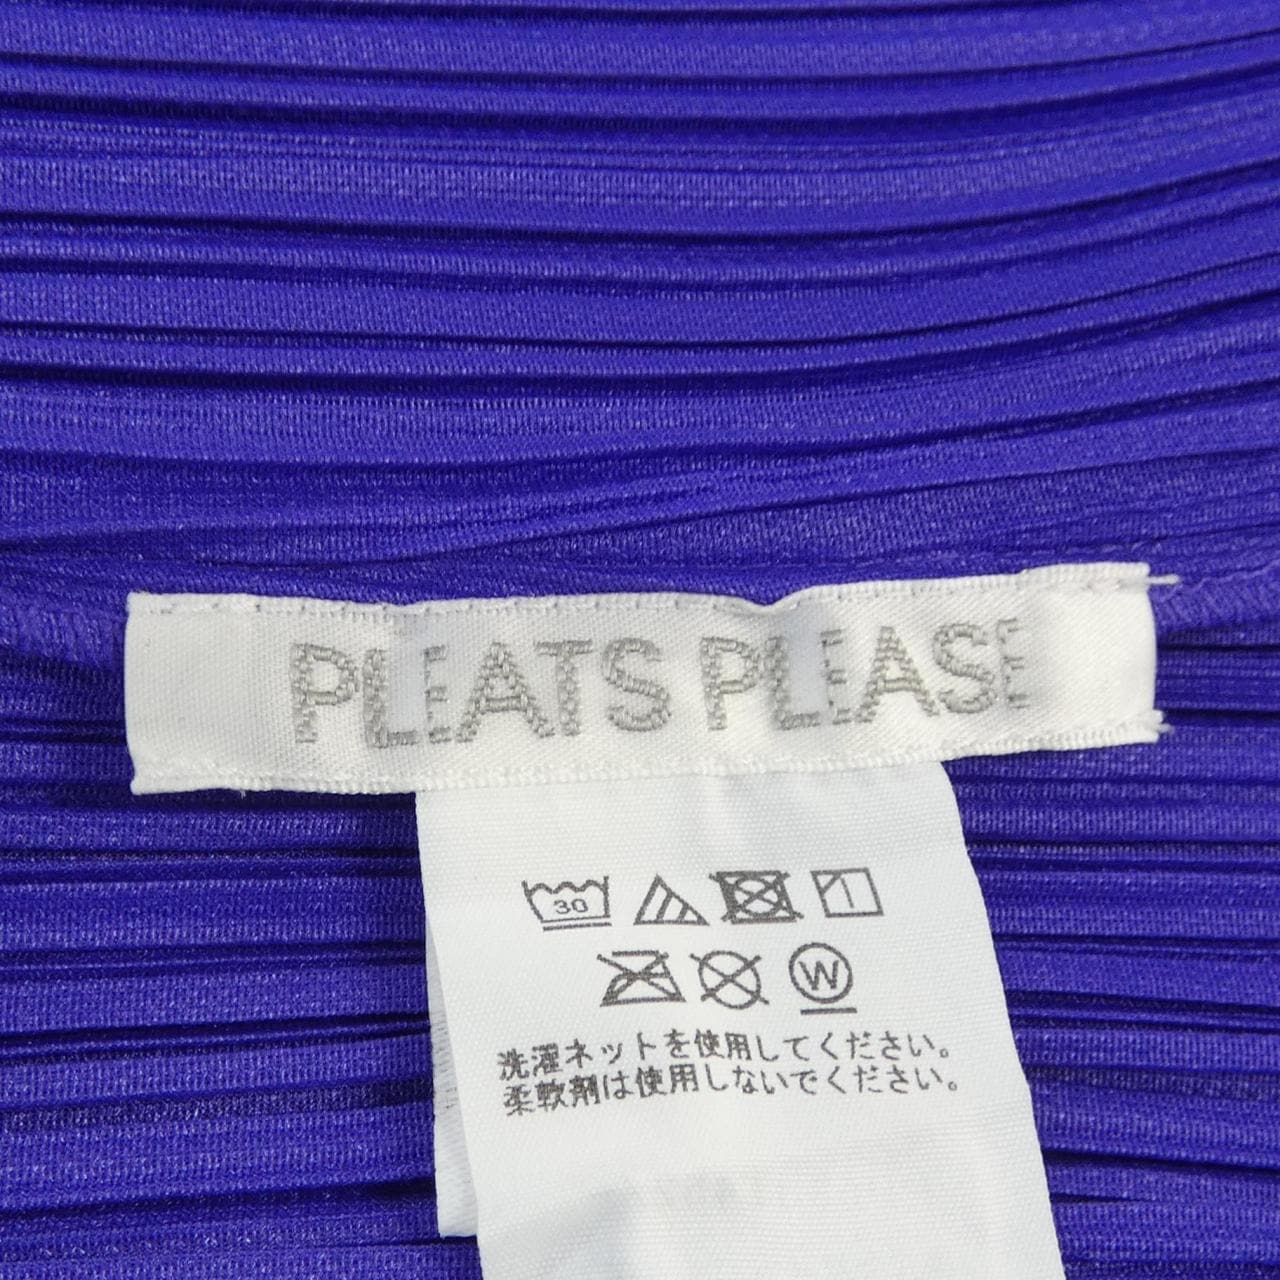 PLEATS PLEASE
30 1
W
洗濯ネットを使用してください。
柔軟剤は使用しないでください。